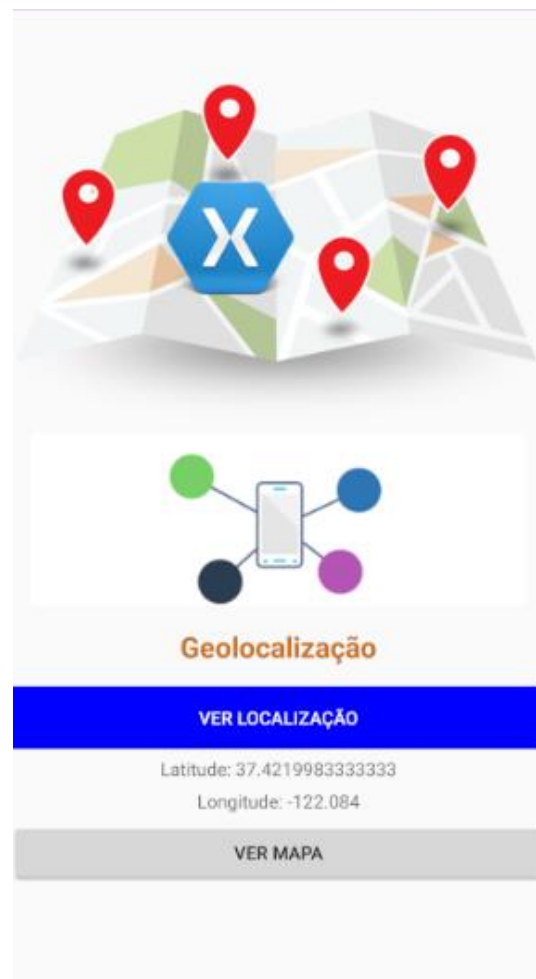 X
Geolocalização
VER LOCALIZAÇÃO
Latitude: 37.4219983333333
Longitude: -122.084
VER MAPA